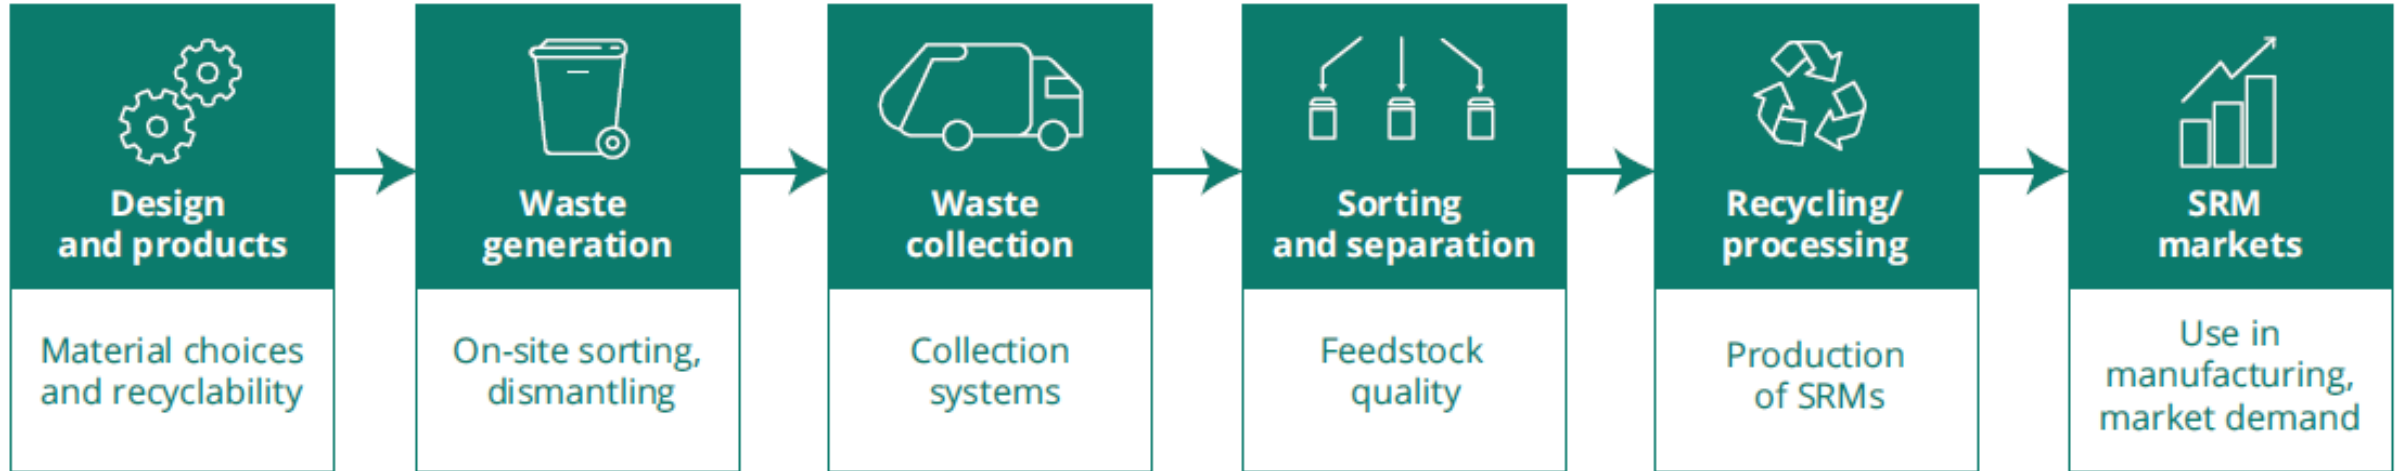 Design
and products
Material choices
and recyclability
Waste
generation
On-site sorting,
dismantling
Waste
collection
Collection
systems
Sorting
and separation
Feedstock
quality
Recycling/
processing
Production
of SRMs
SRM
markets
Use in
manufacturing,
market demand